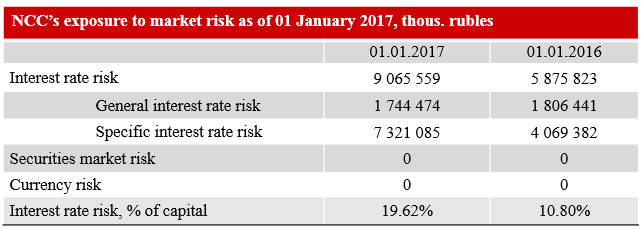 NCC’s exposure to market risk as of 01 January 2017, thous. rubles
01.01.2017 01.01.2016
Interest rate risk 9 065 559 5 875 823
General interest rate risk 1 744 474 1 806 441
Specific interest rate risk 7 321 085 4 069 382
Securities market risk 0 0
Currency risk 0 0
Interest rate risk, % of capital 19.62% 10.80%